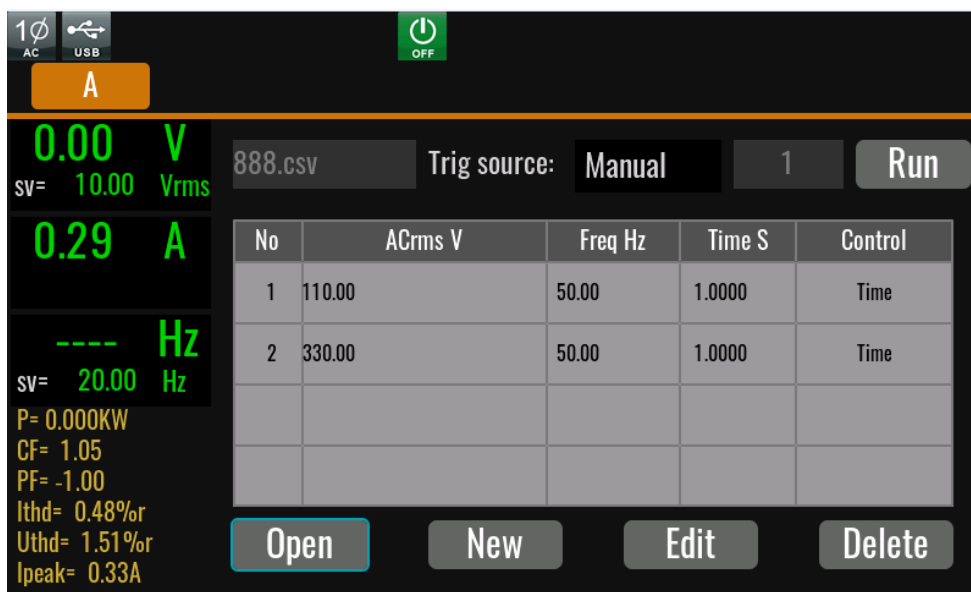 1Ø AC USB OFF
A
0.00 V
sv= 10.00 Vrms
0.29 A
---- Hz
sv= 20.00 Hz
P= 0.000KW
CF= 1.05
PF= -1.00
Ithd= 0.48%r
Uthd= 1.51%r
Ipeak= 0.33A
888.csv Trig source: Manual 1 Run
No ACrms V Freq Hz Time S Control
1 110.00 50.00 1.0000 Time
2 330.00 50.00 1.0000 Time
Open New Edit Delete